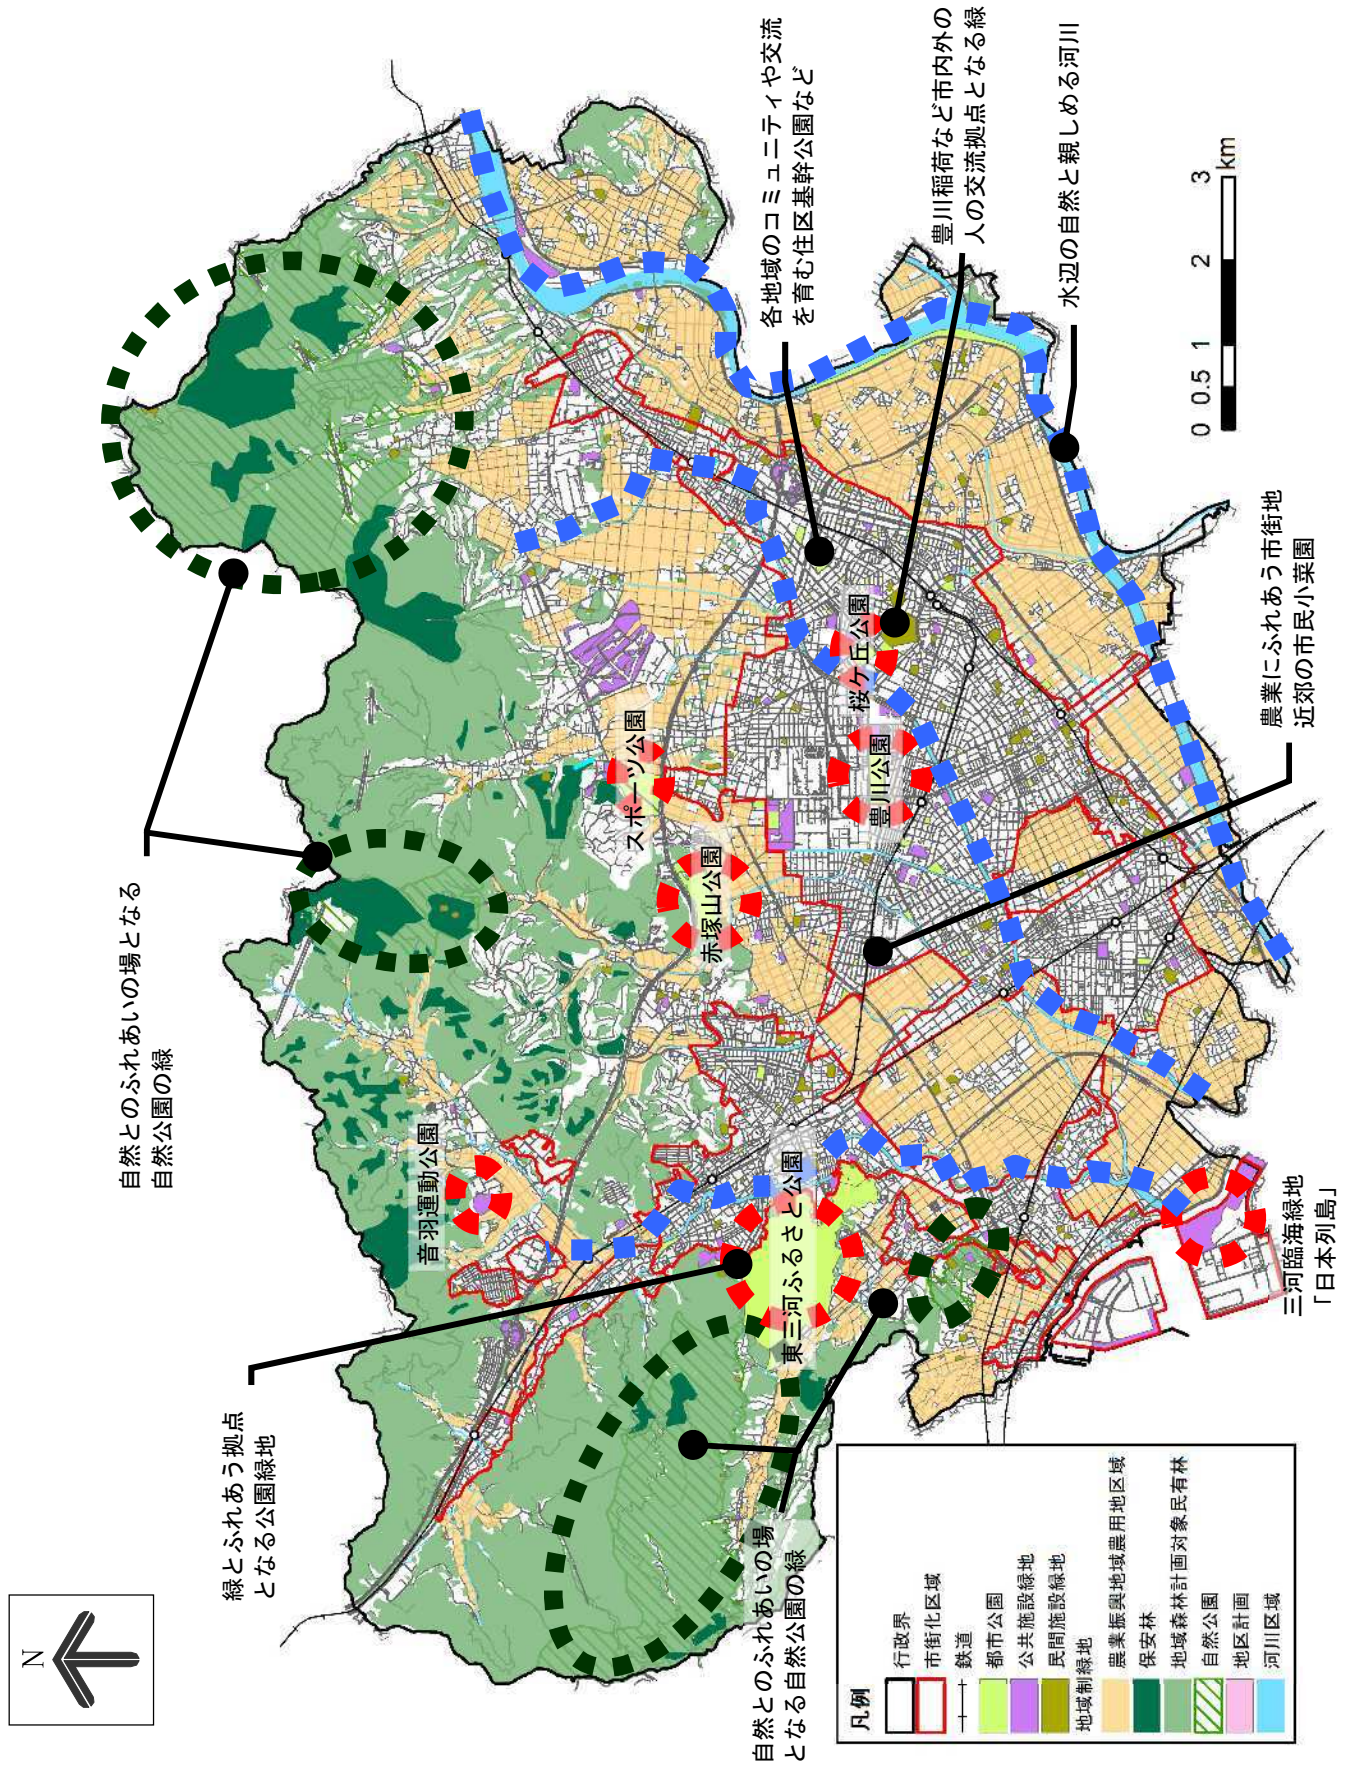 N
自然とのふれあいの場となる
自然公園の緑
緑とふれあう拠点
となる公園緑地
自然とのふれあいの場
となる自然公園の緑
各地域のコミュニティや交流
を育む住区基幹公園など
豊川稲荷など市内外の
人の交流拠点となる緑
水辺の自然と親しめる河川
農業にふれあう市街地
近郊の市民小菜園
音羽運動公園
スポーツ公園
赤塚山公園
桜ケ丘公園
豊川公園
東三河ふるさと公園
三河臨海緑地
「日本列島」
0 0.5 1 2 3
km
凡例
行政界
市街化区域
鉄道
都市公園
公共施設緑地
民間施設緑地
地域制緑地
農業振興地域農用地区域
保安林
地域森林計画対象民有林
自然公園
地区計画
河川区域